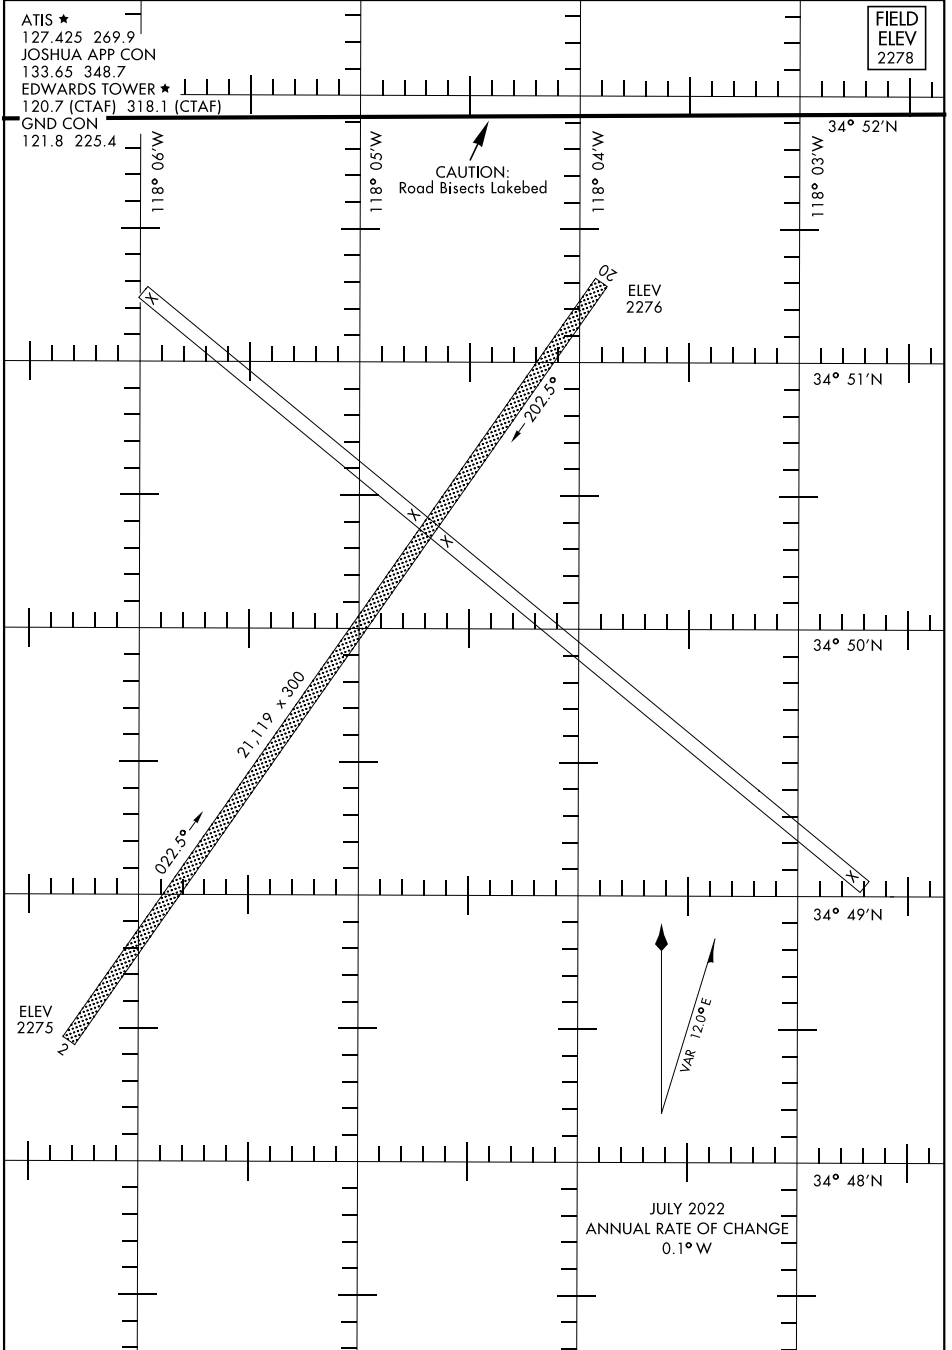 ATIS ★
127.425 269.9
JOSHUA APP CON
133.65 348.7
EDWARDS TOWER ★
120.7 (CTAF) 318.1 (CTAF)
GND CON
121.8 225.4
FIELD
ELEV
2278
34° 52'N
118° 06'W
118° 05'W
118° 04'W
118° 03'W
CAUTION:
Road Bisects Lakebed
X
20
ELEV
2276
34° 51'N
202.5°
X
X
34° 50'N
21,119 x 300
022.5°
X
34° 49'N
ELEV
2275
2
VAR 12.0° E
34° 48'N
JULY 2022
ANNUAL RATE OF CHANGE
0.1° W